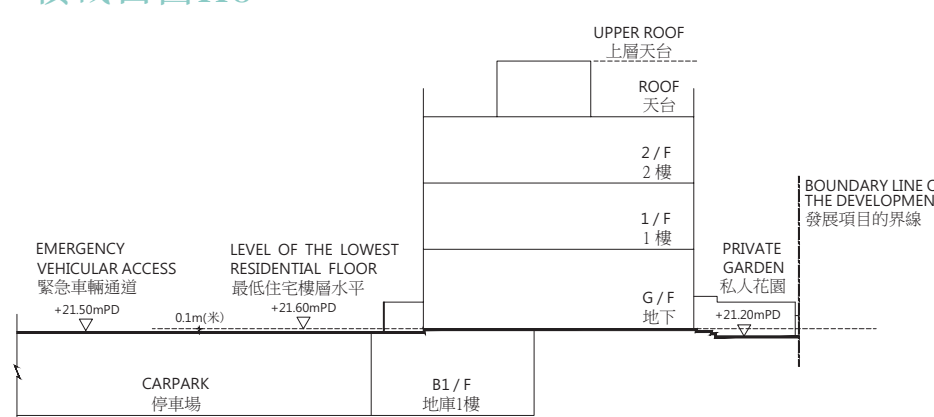 UPPER ROOF
上層天台
ROOF
天台
2 / F
2 樓
1 / F
1 樓
G / F
地下
BOUNDARY LINE
THE DEVELOPMEN
發展項目的界線
PRIVATE
GARDEN
私人花園
+21.20mPD
EMERGENCY
VEHICULAR ACCESS
緊急車輛通道
+21.50mPD
0.1m(米)
LEVEL OF THE LOWEST
RESIDENTIAL FLOOR
最低住宅樓層水平
+21.60mPD
CARPARK
停車場
B1 / F
地庫1樓